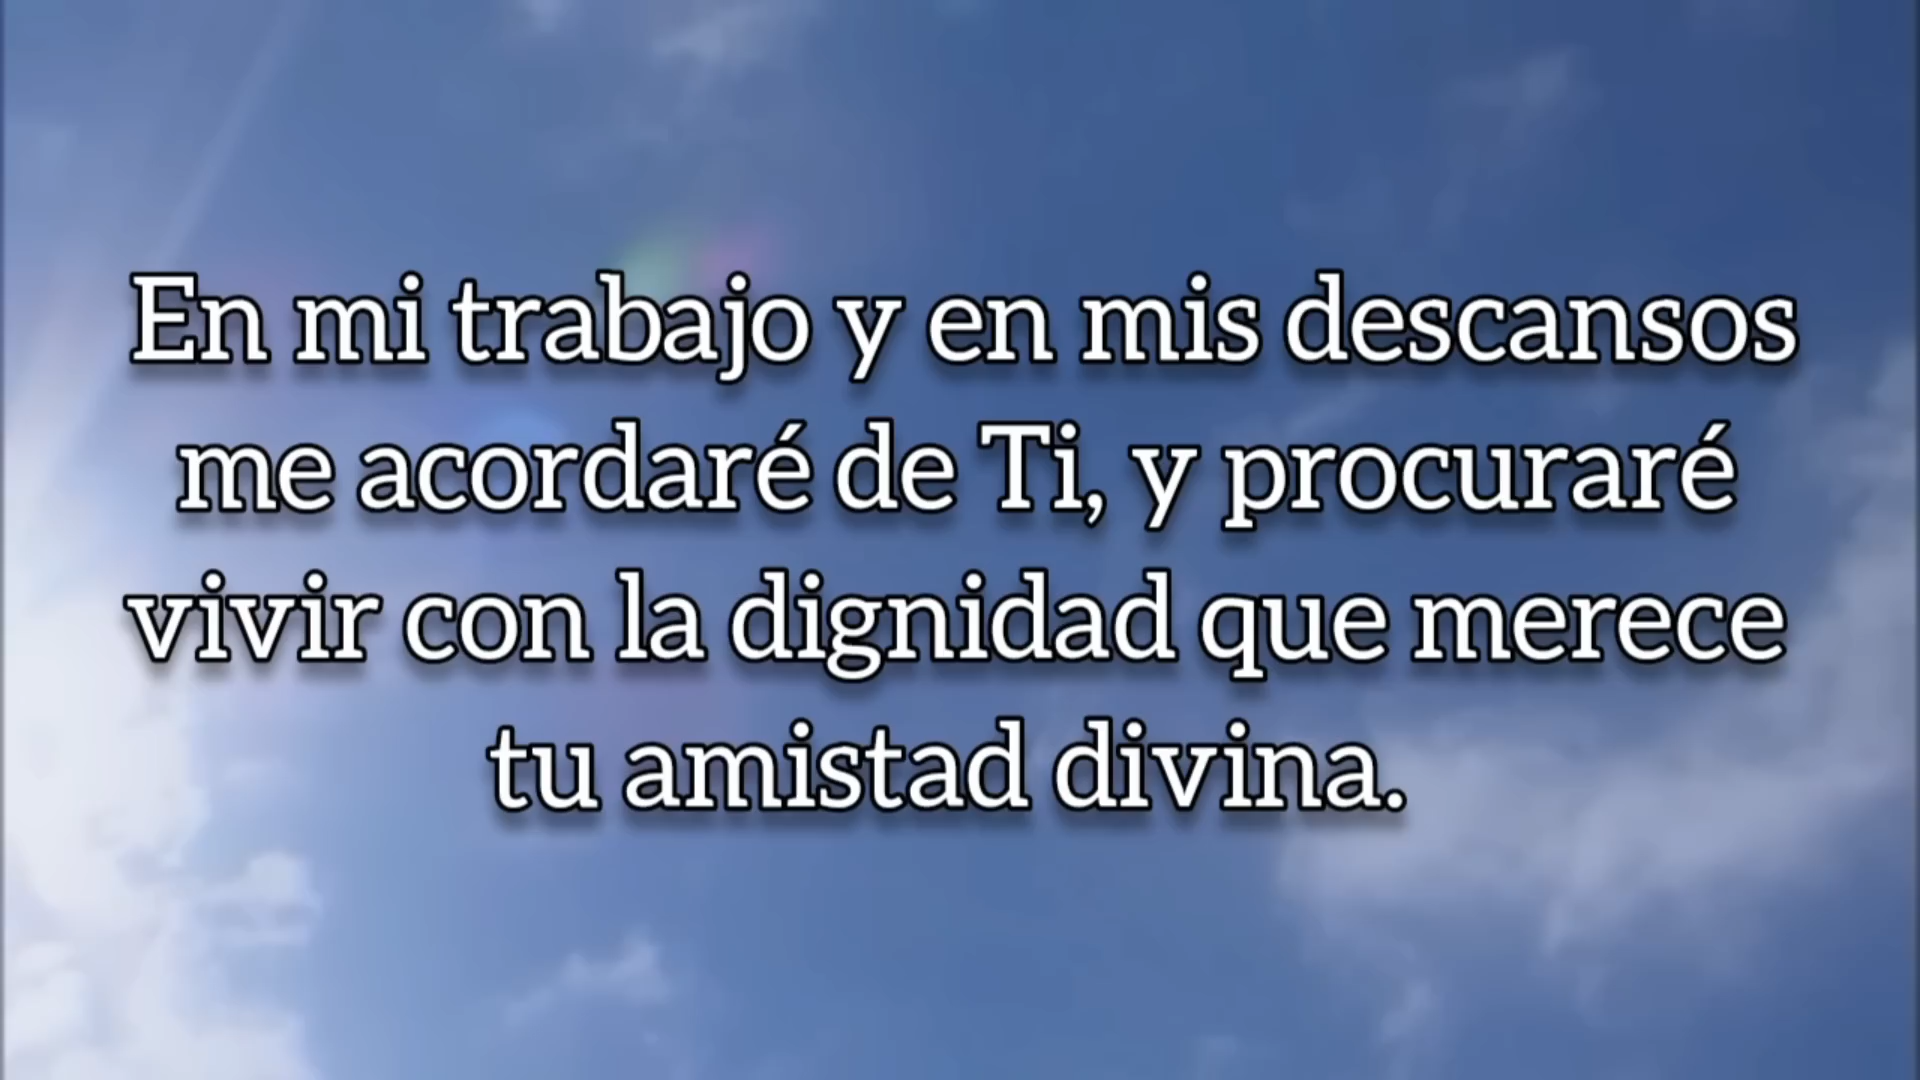 En mi trabajo y en mis descansos
me acordaré de Ti, y procuraré
vivir con la dignidad que merece
tu amistad divina.